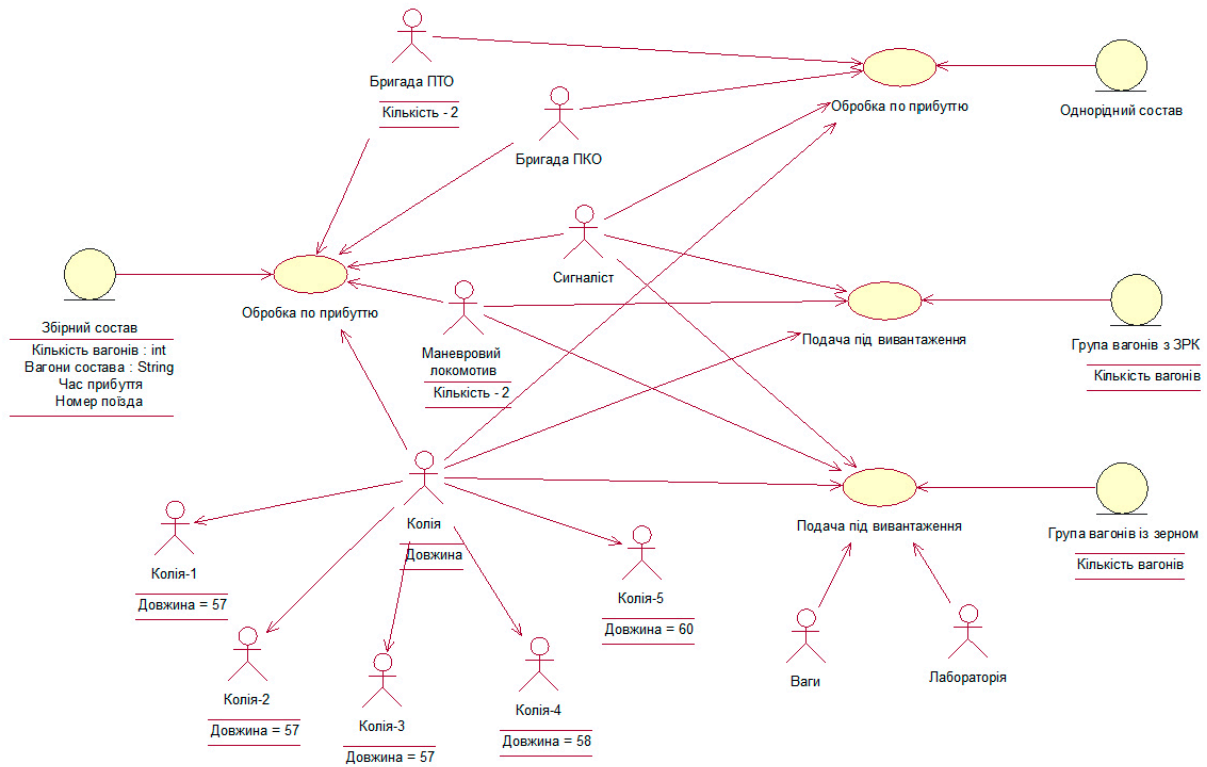 Бригада ПТО
Кількість - 2
Обробка по прибуттю
Однорідний состав
Бригада ПКО
Сигналіст
Збірний состав
Кількість вагонів : int
Вагони состава : String
Час прибуття
Номер поїзда
Обробка по прибуттю
Маневровий
локомотив
Кількість - 2
Подача під вивантаження
Група вагонів з ЗРК
Кількість вагонів
Колія
Довжина
Подача під вивантаження
Група вагонів із зерном
Кількість вагонів
Колія-1
Довжина = 57
Колія-5
Довжина = 60
Колія-2
Довжина = 57
Колія-3
Довжина = 57
Колія-4
Довжина = 58
Ваги
Лабораторія